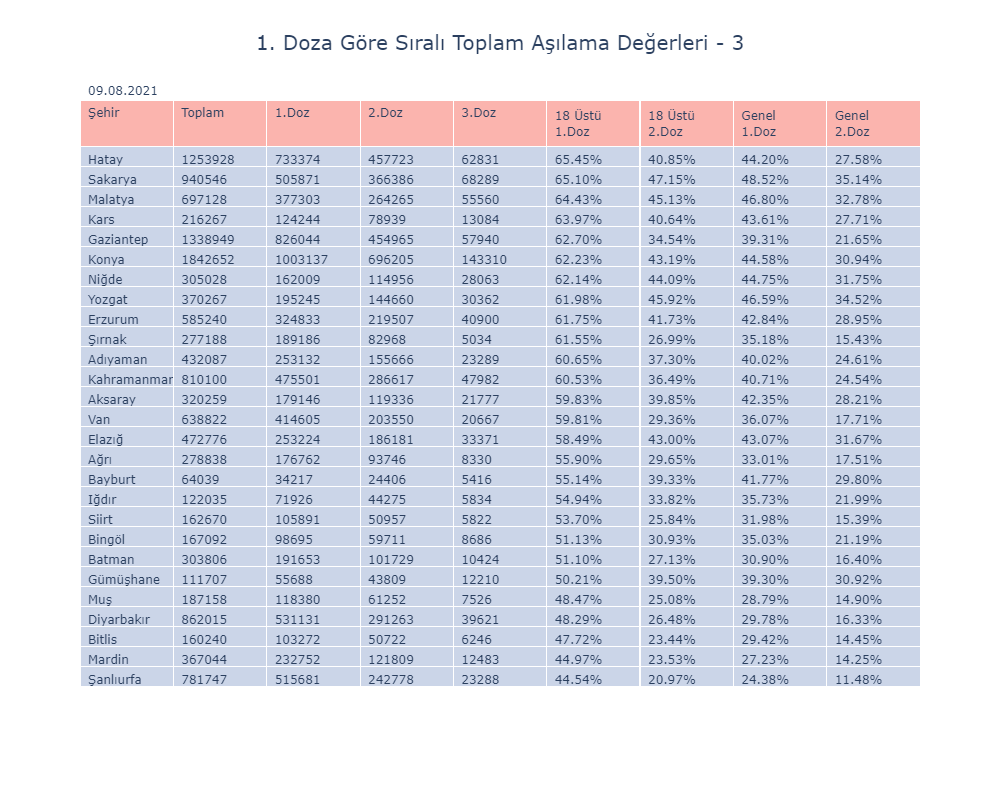 1. Doza Göre Sıralı Toplam Aşılama Değerleri - 3
09.08.2021
Şehir Toplam 1.Doz 2.Doz 3.Doz 18 Üstü 1.Doz 18 Üstü 2.Doz Genel 1.Doz Genel 2.Doz
Hatay 1253928 733374 457723 62831 65.45% 40.85% 44.20% 27.58%
Sakarya 940546 505871 366386 68289 65.10% 47.15% 48.52% 35.14%
Malatya 697128 377303 264265 55560 64.43% 45.13% 46.80% 32.78%
Kars 216267 124244 78939 13084 63.97% 40.64% 43.61% 27.71%
Gaziantep 1338949 826044 454965 57940 62.70% 34.54% 39.31% 21.65%
Konya 1842652 1003137 696205 143310 62.23% 43.19% 44.58% 30.94%
Niğde 305028 162009 114956 28063 62.14% 44.09% 44.75% 31.75%
Yozgat 370267 195245 144660 30362 61.98% 45.92% 46.59% 34.52%
Erzurum 585240 324833 219507 40900 61.75% 41.73% 42.84% 28.95%
Şırnak 277188 189186 82968 5034 61.55% 26.99% 35.18% 15.43%
Adıyaman 432087 253132 155666 23289 60.65% 37.30% 40.02% 24.61%
Kahramanmar 810100 475501 286617 47982 60.53% 36.49% 40.71% 24.54%
Aksaray 320259 179146 119336 21777 59.83% 39.85% 42.35% 28.21%
Van 638822 414605 203550 20667 59.81% 29.36% 36.07% 17.71%
Elazığ 472776 253224 186181 33371 58.49% 43.00% 43.07% 31.67%
Ağrı 278838 176762 93746 8330 55.90% 29.65% 33.01% 17.51%
Bayburt 64039 34217 24406 5416 55.14% 39.33% 41.77% 29.80%
Iğdır 122035 71926 44275 5834 54.94% 33.82% 35.73% 21.99%
Siirt 162670 105891 50957 5822 53.70% 25.84% 31.98% 15.39%
Bingöl 167092 98695 59711 8686 51.13% 30.93% 35.03% 21.19%
Batman 303806 191653 101729 10424 51.10% 27.13% 30.90% 16.40%
Gümüşhane 111707 55688 43809 12210 50.21% 39.50% 39.30% 30.92%
Muş 187158 118380 61252 7526 48.47% 25.08% 28.79% 14.90%
Diyarbakır 862015 531131 291263 39621 48.29% 26.48% 29.78% 16.33%
Bitlis 160240 103272 50722 6246 47.72% 23.44% 29.42% 14.45%
Mardin 367044 232752 121809 12483 44.97% 23.53% 27.23% 14.25%
Şanlıurfa 781747 515681 242778 23288 44.54% 20.97% 24.38% 11.48%